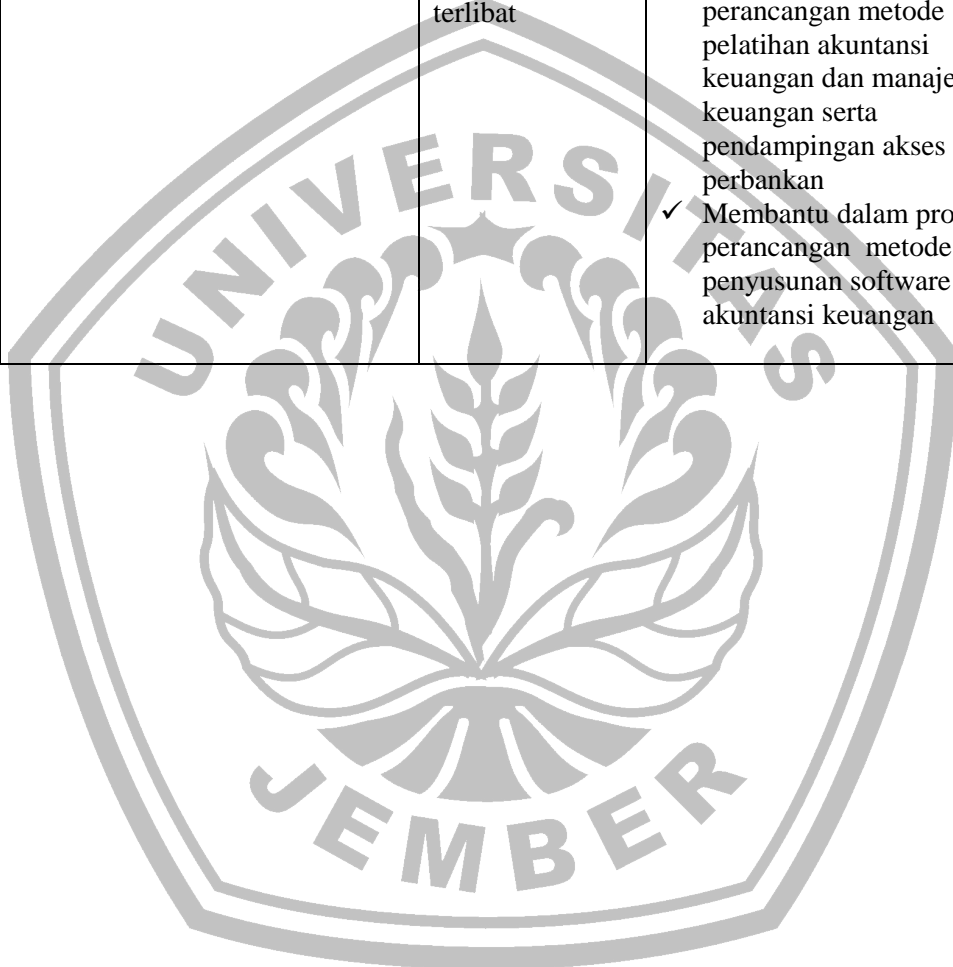 terlibat
perancangan metode
pelatihan akuntansi
keuangan dan manaje
keuangan serta
pendampingan akses
perbankan
✓ Membantu dalam pro
perancangan metode
penyusunan software
akuntansi keuangan
UNIVERSITAS
JEMBER